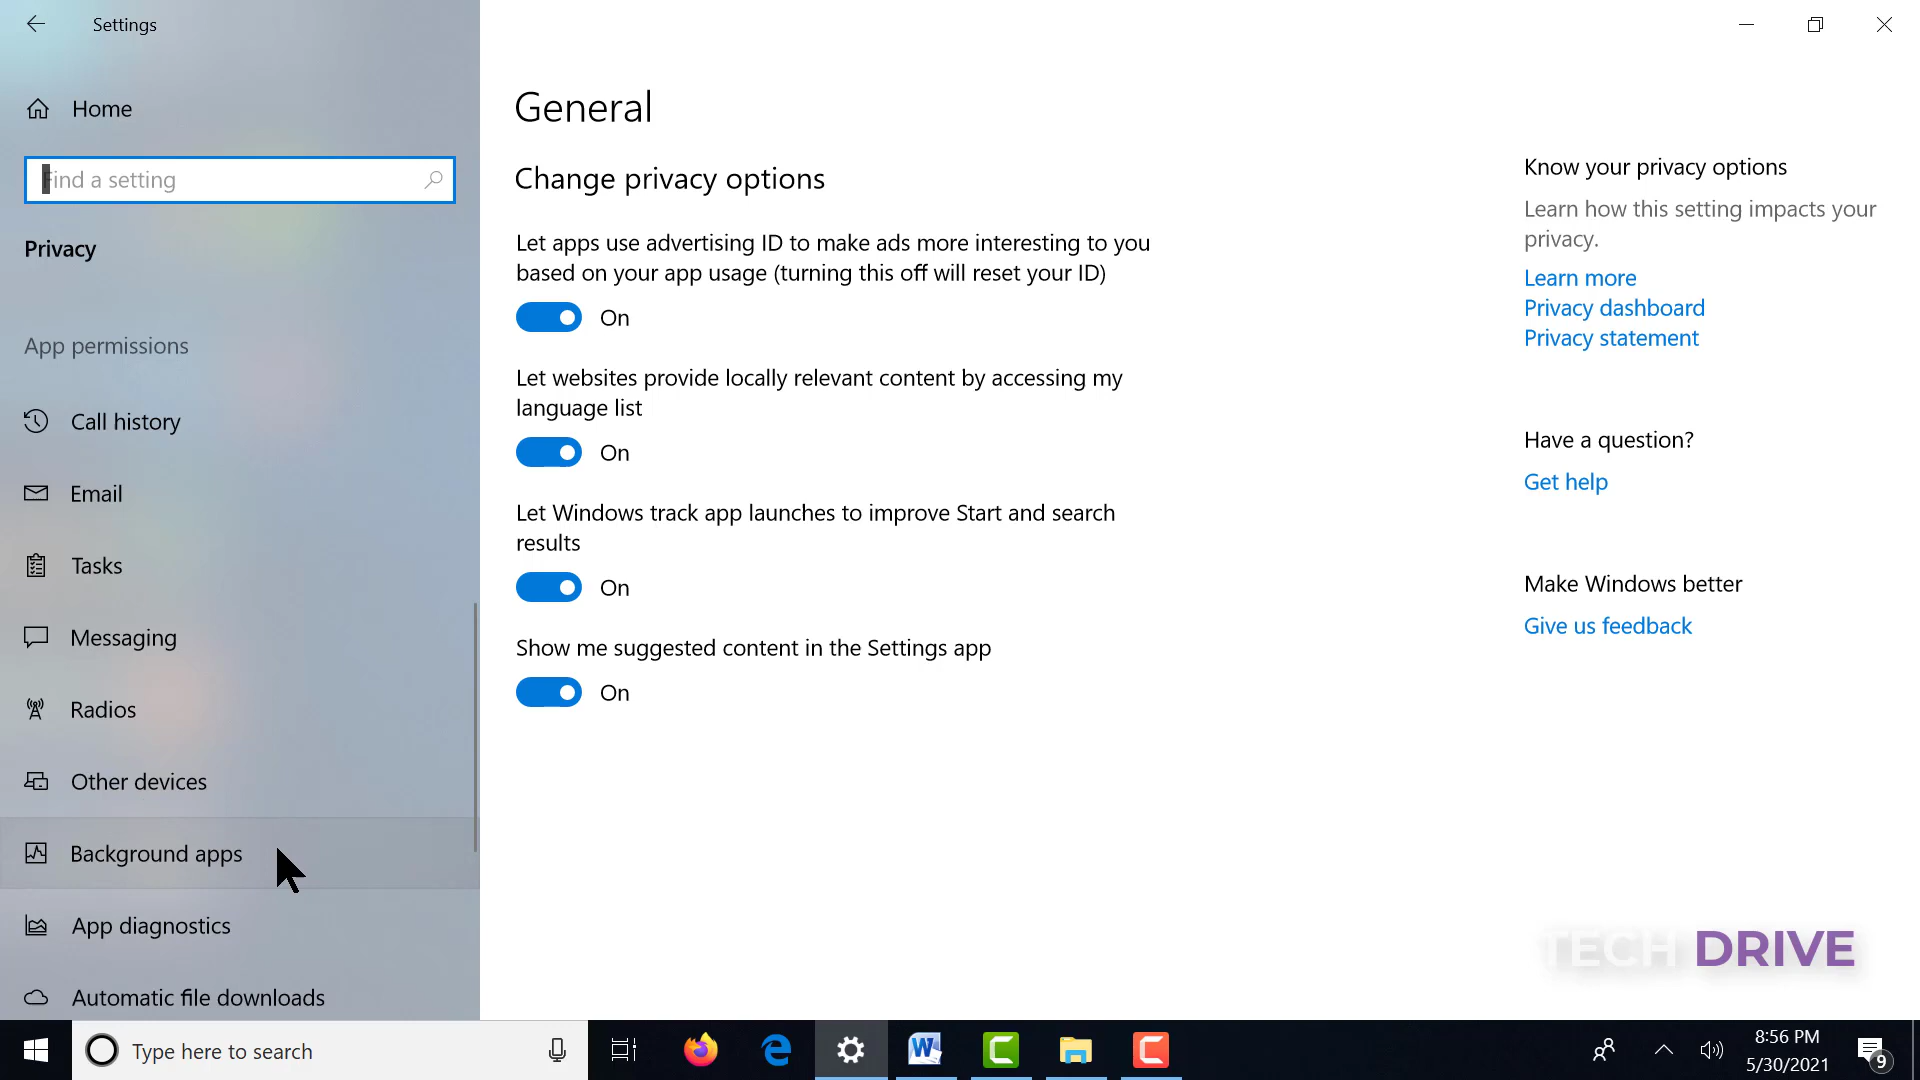 Settings
Home
Find a setting
Privacy
App permissions
Call history
Email
Tasks
Messaging
Radios
Other devices
Background apps
App diagnostics
Automatic file downloads
General
Change privacy options
Let apps use advertising ID to make ads more interesting to you
based on your app usage (turning this off will reset your ID)
On
Let websites provide locally relevant content by accessing my
language list
On
Let Windows track app launches to improve Start and search
results
On
Show me suggested content in the Settings app
On
Know your privacy options
Learn how this setting impacts your
privacy.
Learn more
Privacy dashboard
Privacy statement
Have a question?
Get help
Make Windows better
Give us feedback
TECH DRIVE
Type here to search
8:56 PM
5/30/2021
9